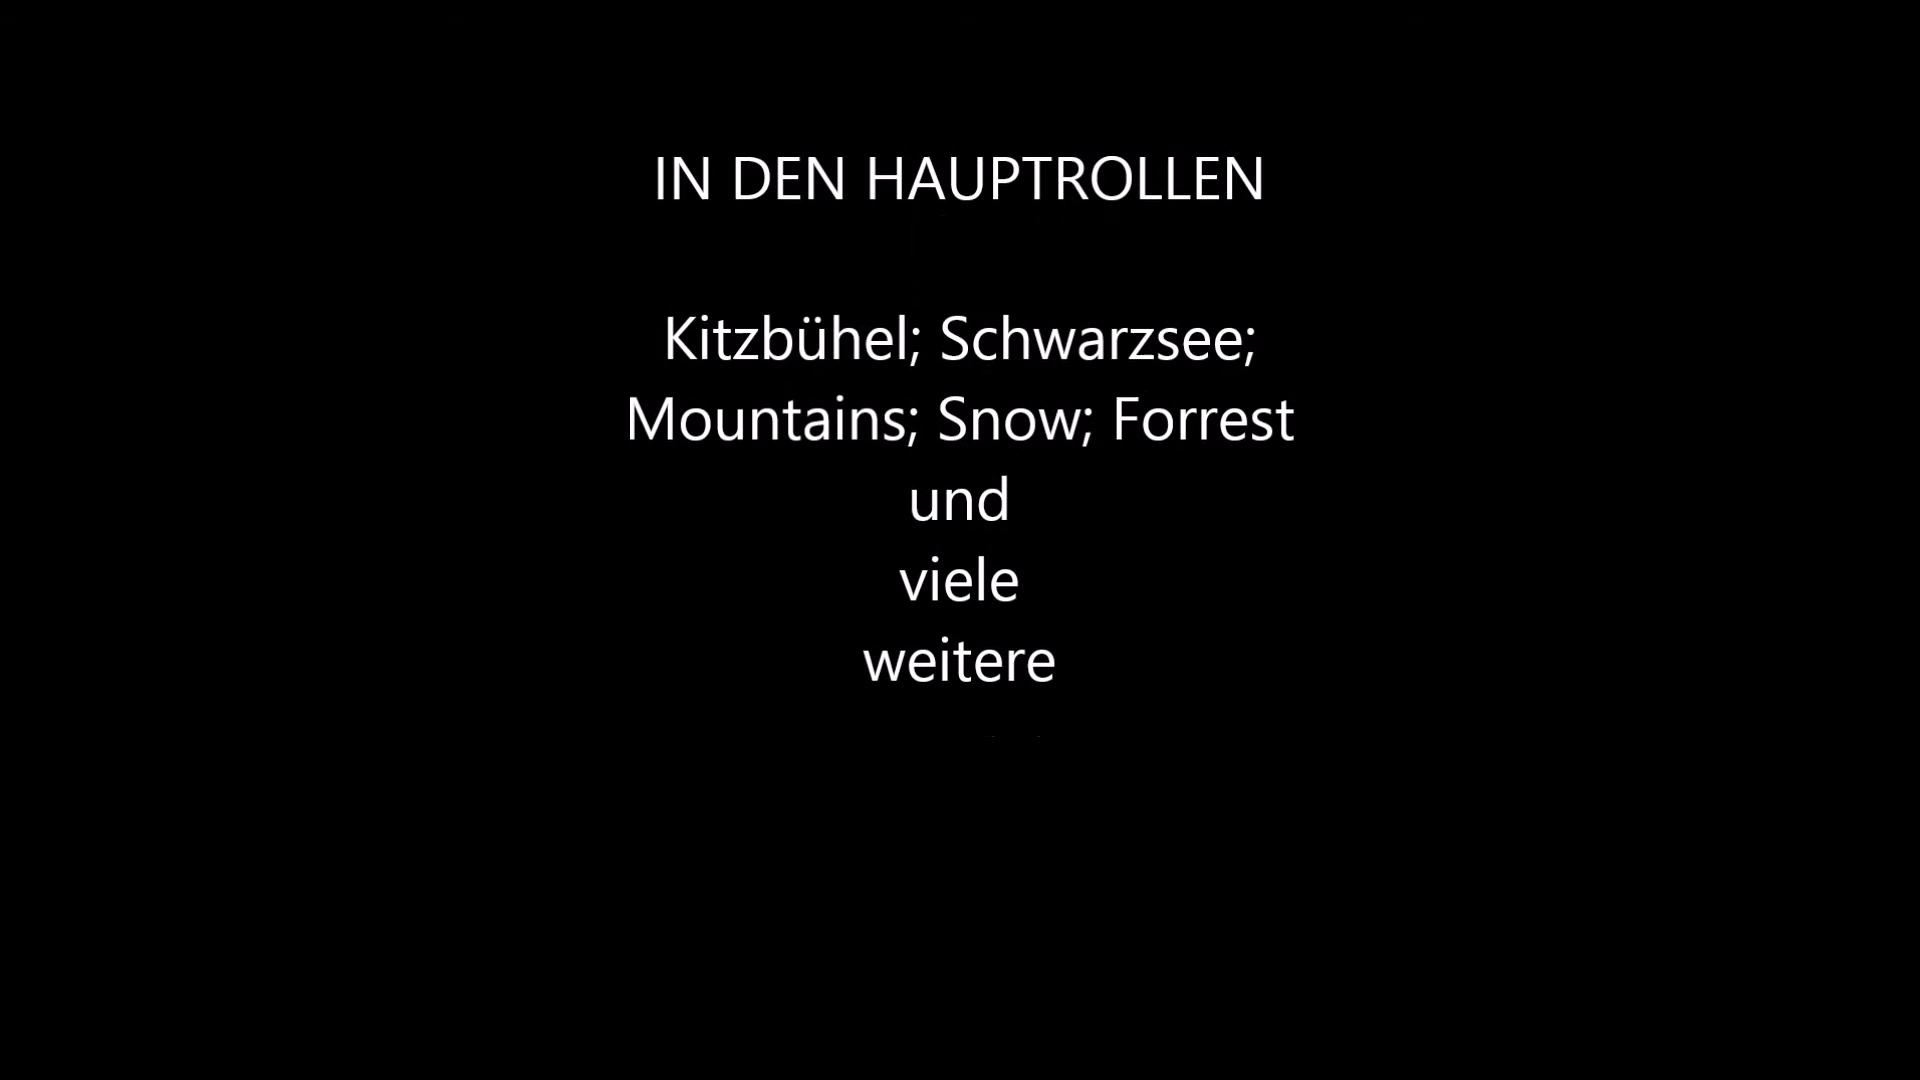 IN DEN HAUPTROLLEN
Kitzbühel; Schwarzsee;
Mountains; Snow; Forrest
und
viele
weitere